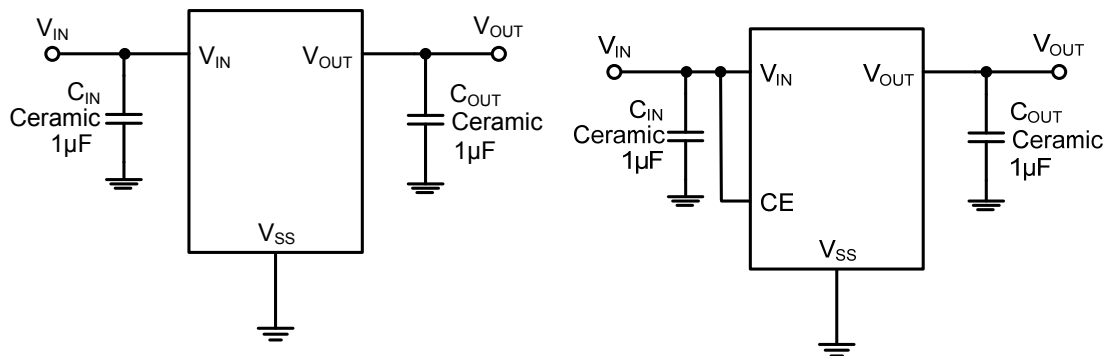 V_IN
V_IN
V_OUT
V_OUT
C_IN
Ceramic
1µF
C_OUT
Ceramic
1µF
V_SS
V_IN
V_IN
V_OUT
V_OUT
C_IN
Ceramic
1µF
C_OUT
Ceramic
1µF
CE
V_SS